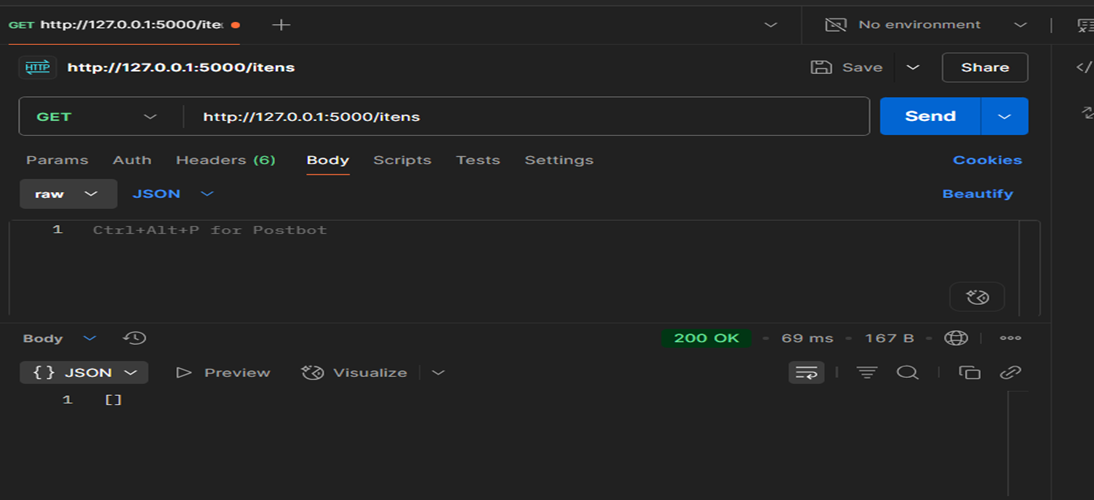 GET http://127.0.0.1:5000/ite
No environment
HTTP http://127.0.0.1:5000/itens
Save
Share
GET http://127.0.0.1:5000/itens
Send
Params Auth Headers (6) Body Scripts Tests Settings
Cookies
raw JSON
Beautify
1 Ctrl+Alt+P for Postbot
Body
200 OK • 69 ms • 167 B •
{} JSON Preview Visualize
1 []